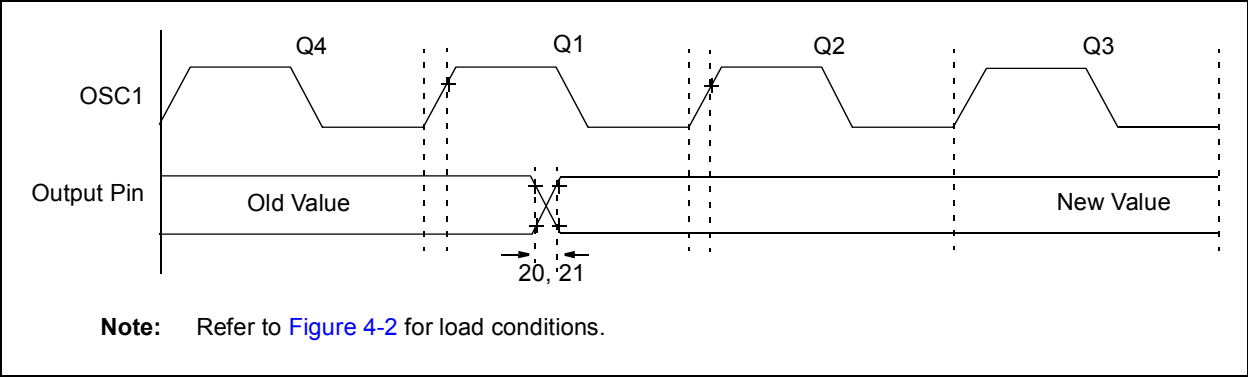 Q4 Q1 Q2 Q3
OSC1
Output Pin
Old Value
New Value
20, 21
Note: Refer to Figure 4-2 for load conditions.